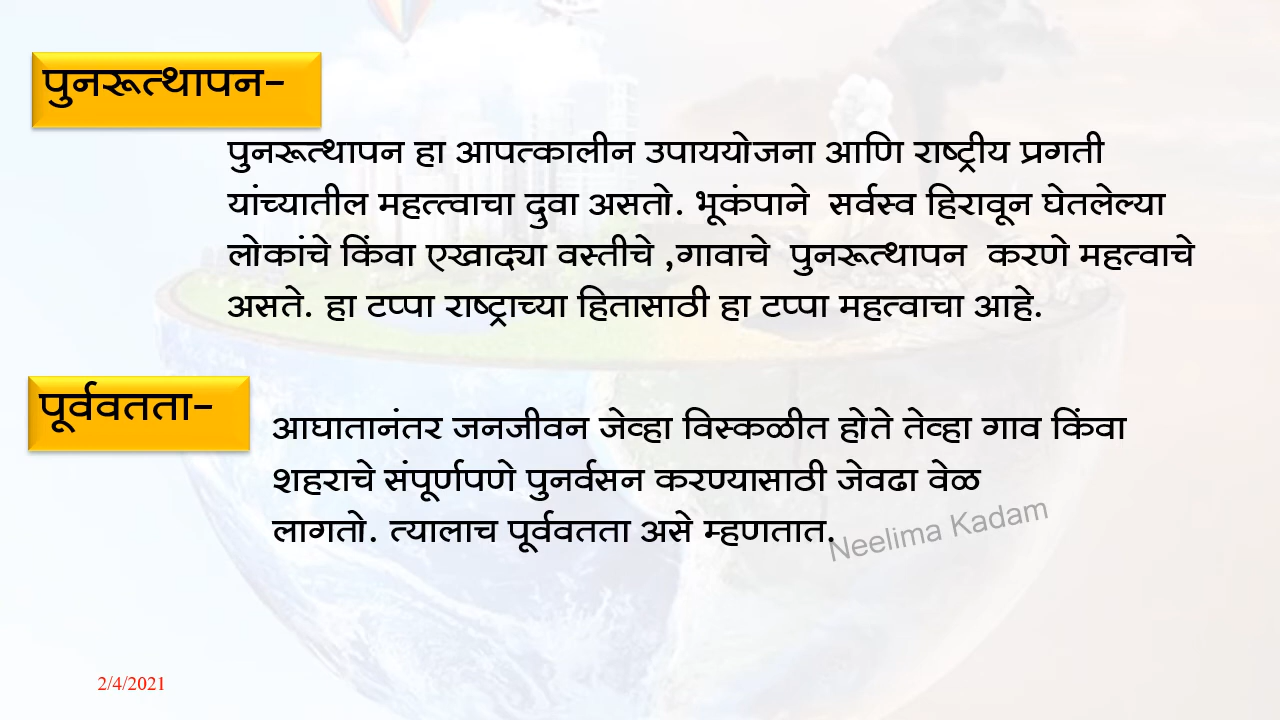 पुनरूत्थापन-
पुनरूत्थापन हा आपत्कालीन उपाययोजना आणि राष्ट्रीय प्रगती
यांच्यातील महत्त्वाचा दुवा असतो. भूकंपाने सर्वस्व हिरावून घेतलेल्या
लोकांचे किंवा एखाद्या वस्तीचे ,गावाचे पुनरूत्थापन करणे महत्वाचे
असते. हा टप्पा राष्ट्राच्या हितासाठी हा टप्पा महत्वाचा आहे.
पूर्ववतता-
आघातानंतर जनजीवन जेव्हा विस्कळीत होते तेव्हा गाव किंवा
शहराचे संपूर्णपणे पुनर्वसन करण्यासाठी जेवढा वेळ
लागतो. त्यालाच पूर्ववतता असे म्हणतात.
Neelima Kadam
2/4/2021